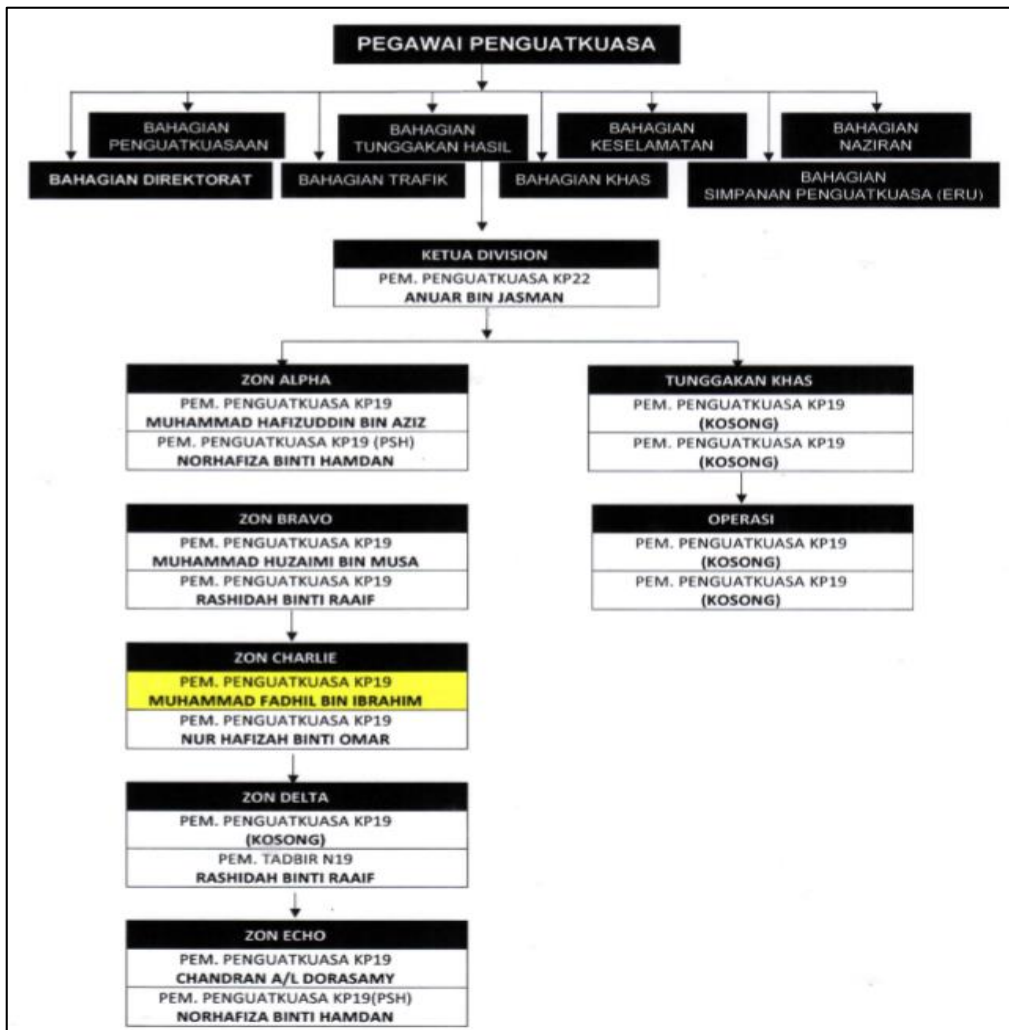 PEGAWAI PENGUATKUASA
BAHAGIAN
PENGUATKUASAAN
BAHAGIAN
TUNGGAKAN HASIL
BAHAGIAN
KESELAMATAN
BAHAGIAN
NAZIRAN
BAHAGIAN DIREKTORAT
BAHAGIAN TRAFIK
BAHAGIAN KHAS
BAHAGIAN
SIMPANAN PENGUATKUASA (ERU)
KETUA DIVISION
PEM. PENGUATKUASA KP22
ANUAR BIN JASMAN
ZON ALPHA
PEM. PENGUATKUASA KP19
MUHAMMAD HAFIZUDDIN BIN AZIZ
PEM. PENGUATKUASA KP19 (PSH)
NORHAFIZA BINTI HAMDAN
TUNGGAKAN KHAS
PEM. PENGUATKUASA KP19
(KOSONG)
PEM. PENGUATKUASA KP19
(KOSONG)
ZON BRAVO
PEM. PENGUATKUASA KP19
MUHAMMAD HUZAIMI BIN MUSA
PEM. PENGUATKUASA KP19
RASHIDAH BINTI RAAIF
OPERASI
PEM. PENGUATKUASA KP19
(KOSONG)
PEM. PENGUATKUASA KP19
(KOSONG)
ZON CHARLIE
PEM. PENGUATKUASA KP19
MUHAMMAD FADHIL BIN IBRAHIM
PEM. PENGUATKUASA KP19
NUR HAFIZAH BINTI OMAR
ZON DELTA
PEM. PENGUATKUASA KP19
(KOSONG)
PEM. TADBIR N19
RASHIDAH BINTI RAAIF
ZON ECHO
PEM. PENGUATKUASA KP19
CHANDRAN A/L DORASAMY
PEM. PENGUATKUASA KP19(PSH)
NORHAFIZA BINTI HAMDAN